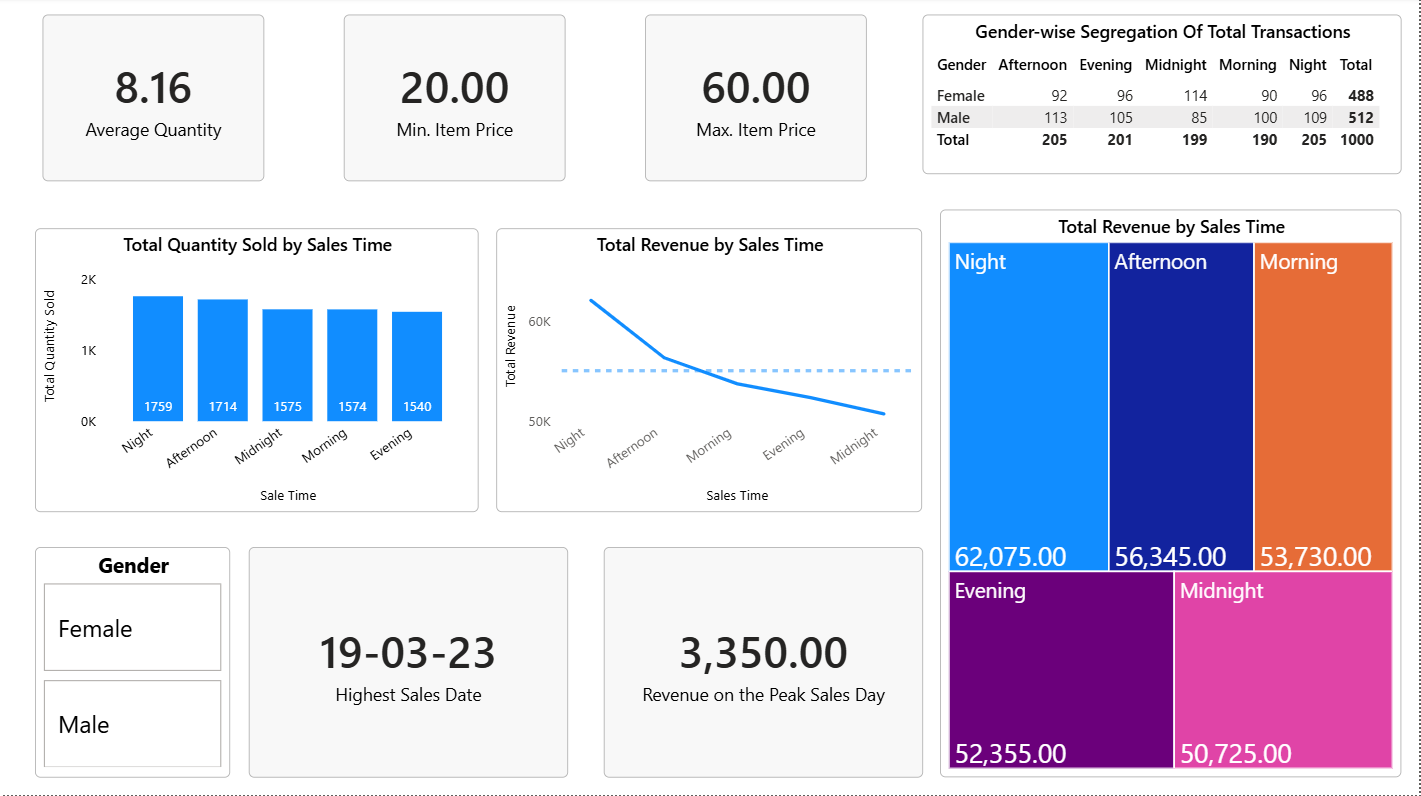 8.16
Average Quantity
20.00
Min. Item Price
60.00
Max. Item Price
Gender-wise Segregation Of Total Transactions
Gender Afternoon Evening Midnight Morning Night Total
Female 92 96 114 90 96 488
Male 113 105 85 100 109 512
Total 205 201 199 190 205 1000
Total Quantity Sold by Sales Time
Total Quantity Sold
2K
1K
0K
1759 1714 1575 1574 1540
Night Afternoon Midnight Morning Evening
Sale Time
Total Revenue by Sales Time
Total Revenue
60K
50K
Night Afternoon Morning Evening Midnight
Sales Time
Total Revenue by Sales Time
Night Afternoon Morning
62,075.00 56,345.00 53,730.00
Evening Midnight
52,355.00 50,725.00
Gender
Female
Male
19-03-23
Highest Sales Date
3,350.00
Revenue on the Peak Sales Day